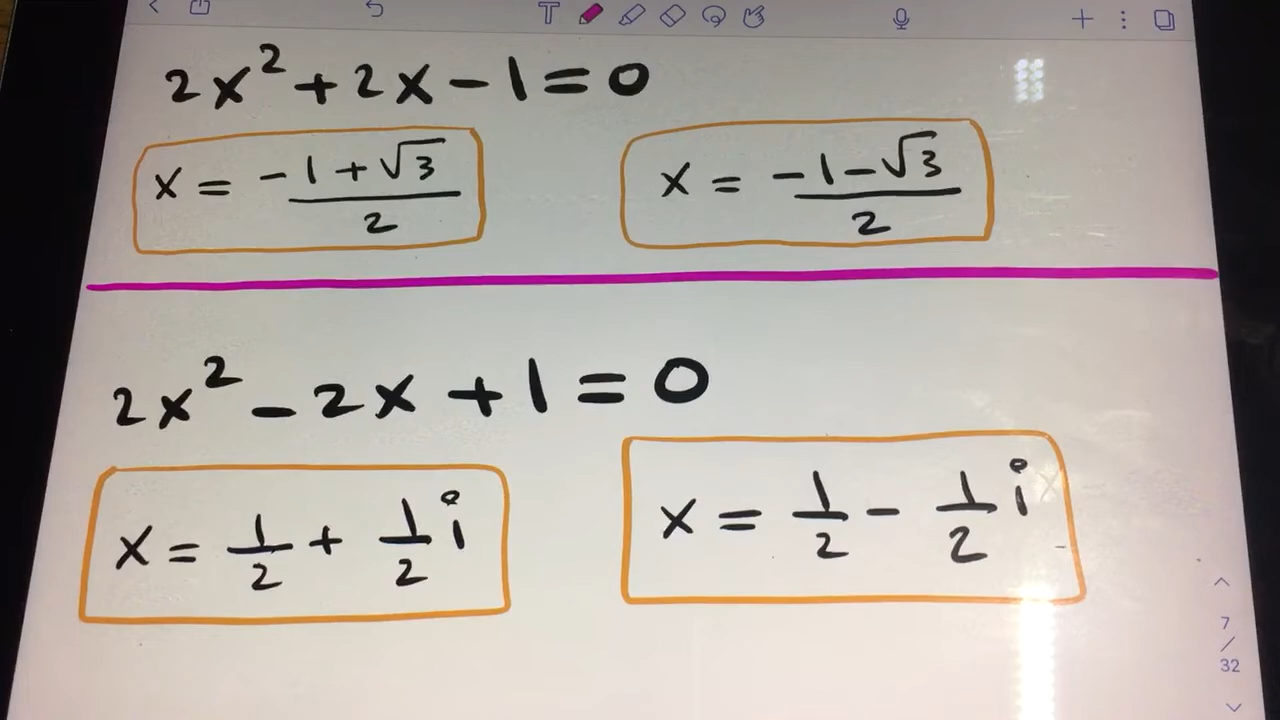 2x² + 2x - 1 = 0
x = (-1 + √3)/2    x = (-1 - √3)/2
2x² - 2x + 1 = 0
x = 1/2 + 1/2 i    x = 1/2 - 1/2 i
7
/
32